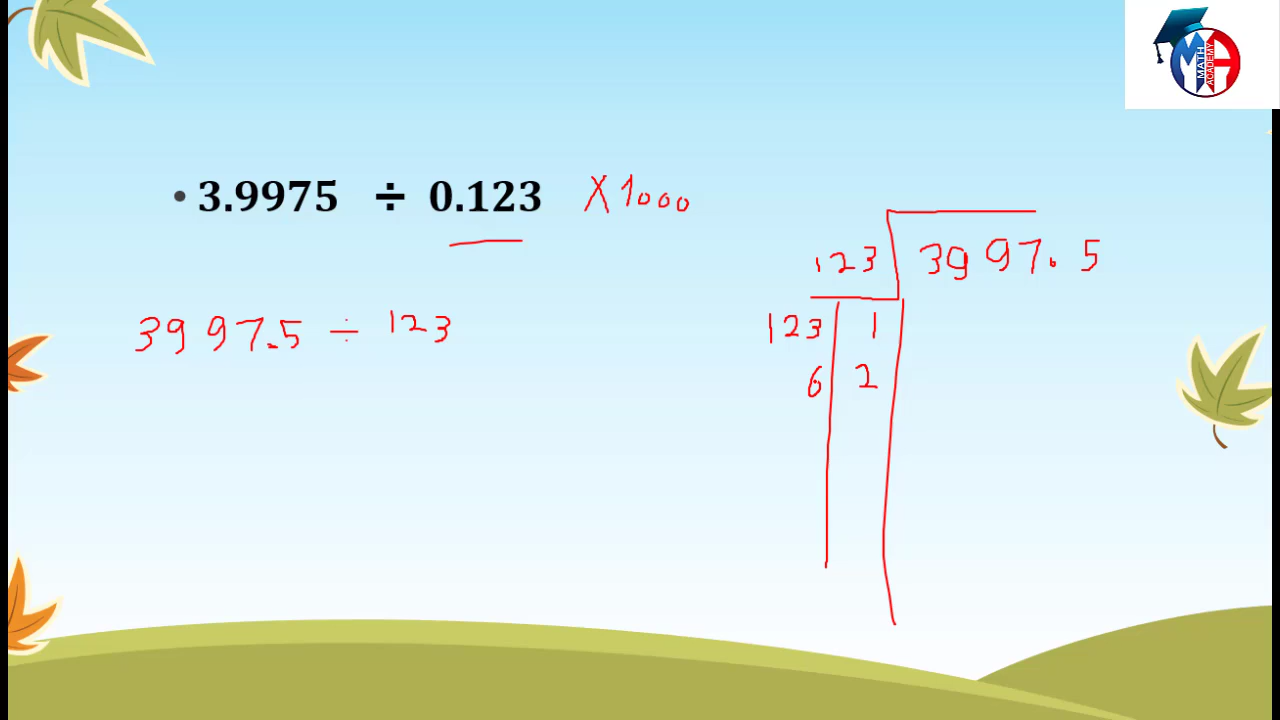 MATH
ACADEMY
• 3.9975 ÷ 0.123 X1000
123 3997.5
3997.5 ÷ 123
123 1
6 2